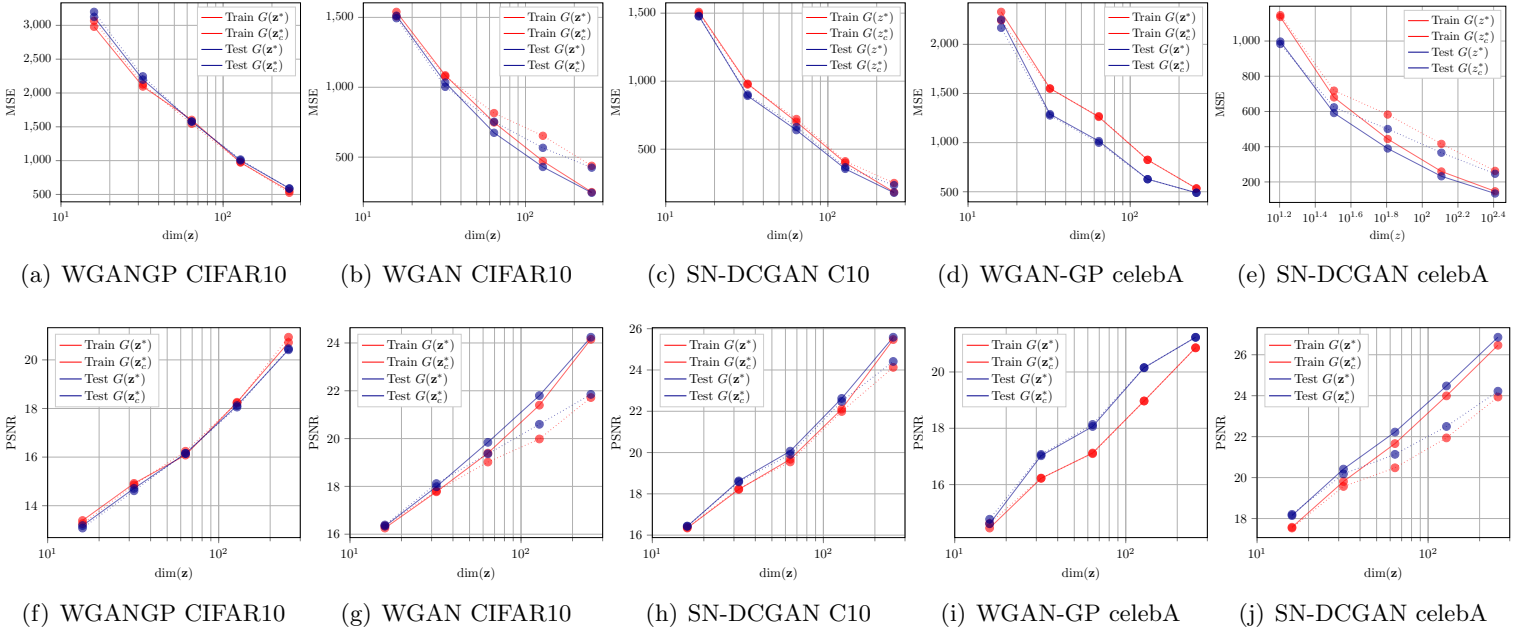 3,000
2,500
2,000
1,500
1,000
500
MSE
10^1
10^2
dim(z)
Train G(z*)
Train G(z*_c)
Test G(z*)
Test G(z*_c)
(a) WGANGP CIFAR10
1,500
1,000
500
MSE
10^1
10^2
dim(z)
Train G(z*)
Train G(z*_c)
Test G(z*)
Test G(z*_c)
(b) WGAN CIFAR10
1,500
1,000
500
MSE
10^1
10^2
dim(z)
Train G(z*)
Train G(z*_c)
Test G(z*)
Test G(z*_c)
(c) SN-DCGAN C10
2,000
1,500
1,000
500
MSE
10^1
10^2
dim(z)
Train G(z*)
Train G(z*_c)
Test G(z*)
Test G(z*_c)
(d) WGAN-GP celebA
1,000
800
600
400
200
MSE
10^1.2 10^1.4 10^1.6 10^1.8 10^2 10^2.2 10^2.4
dim(z)
Train G(z*)
Train G(z*_c)
Test G(z*)
Test G(z*_c)
(e) SN-DCGAN celebA
20
18
16
14
PSNR
10^1
10^2
dim(z)
Train G(z*)
Train G(z*_c)
Test G(z*)
Test G(z*_c)
(f) WGANGP CIFAR10
24
22
20
18
16
PSNR
10^1
10^2
dim(z)
Train G(z*)
Train G(z*_c)
Test G(z*)
Test G(z*_c)
(g) WGAN CIFAR10
26
24
22
20
18
16
PSNR
10^1
10^2
dim(z)
Train G(z*)
Train G(z*_c)
Test G(z*)
Test G(z*_c)
(h) SN-DCGAN C10
20
18
16
PSNR
10^1
10^2
dim(z)
Train G(z*)
Train G(z*_c)
Test G(z*)
Test G(z*_c)
(i) WGAN-GP celebA
26
24
22
20
18
PSNR
10^1
10^2
dim(z)
Train G(z*)
Train G(z*_c)
Test G(z*)
Test G(z*_c)
(j) SN-DCGAN celebA